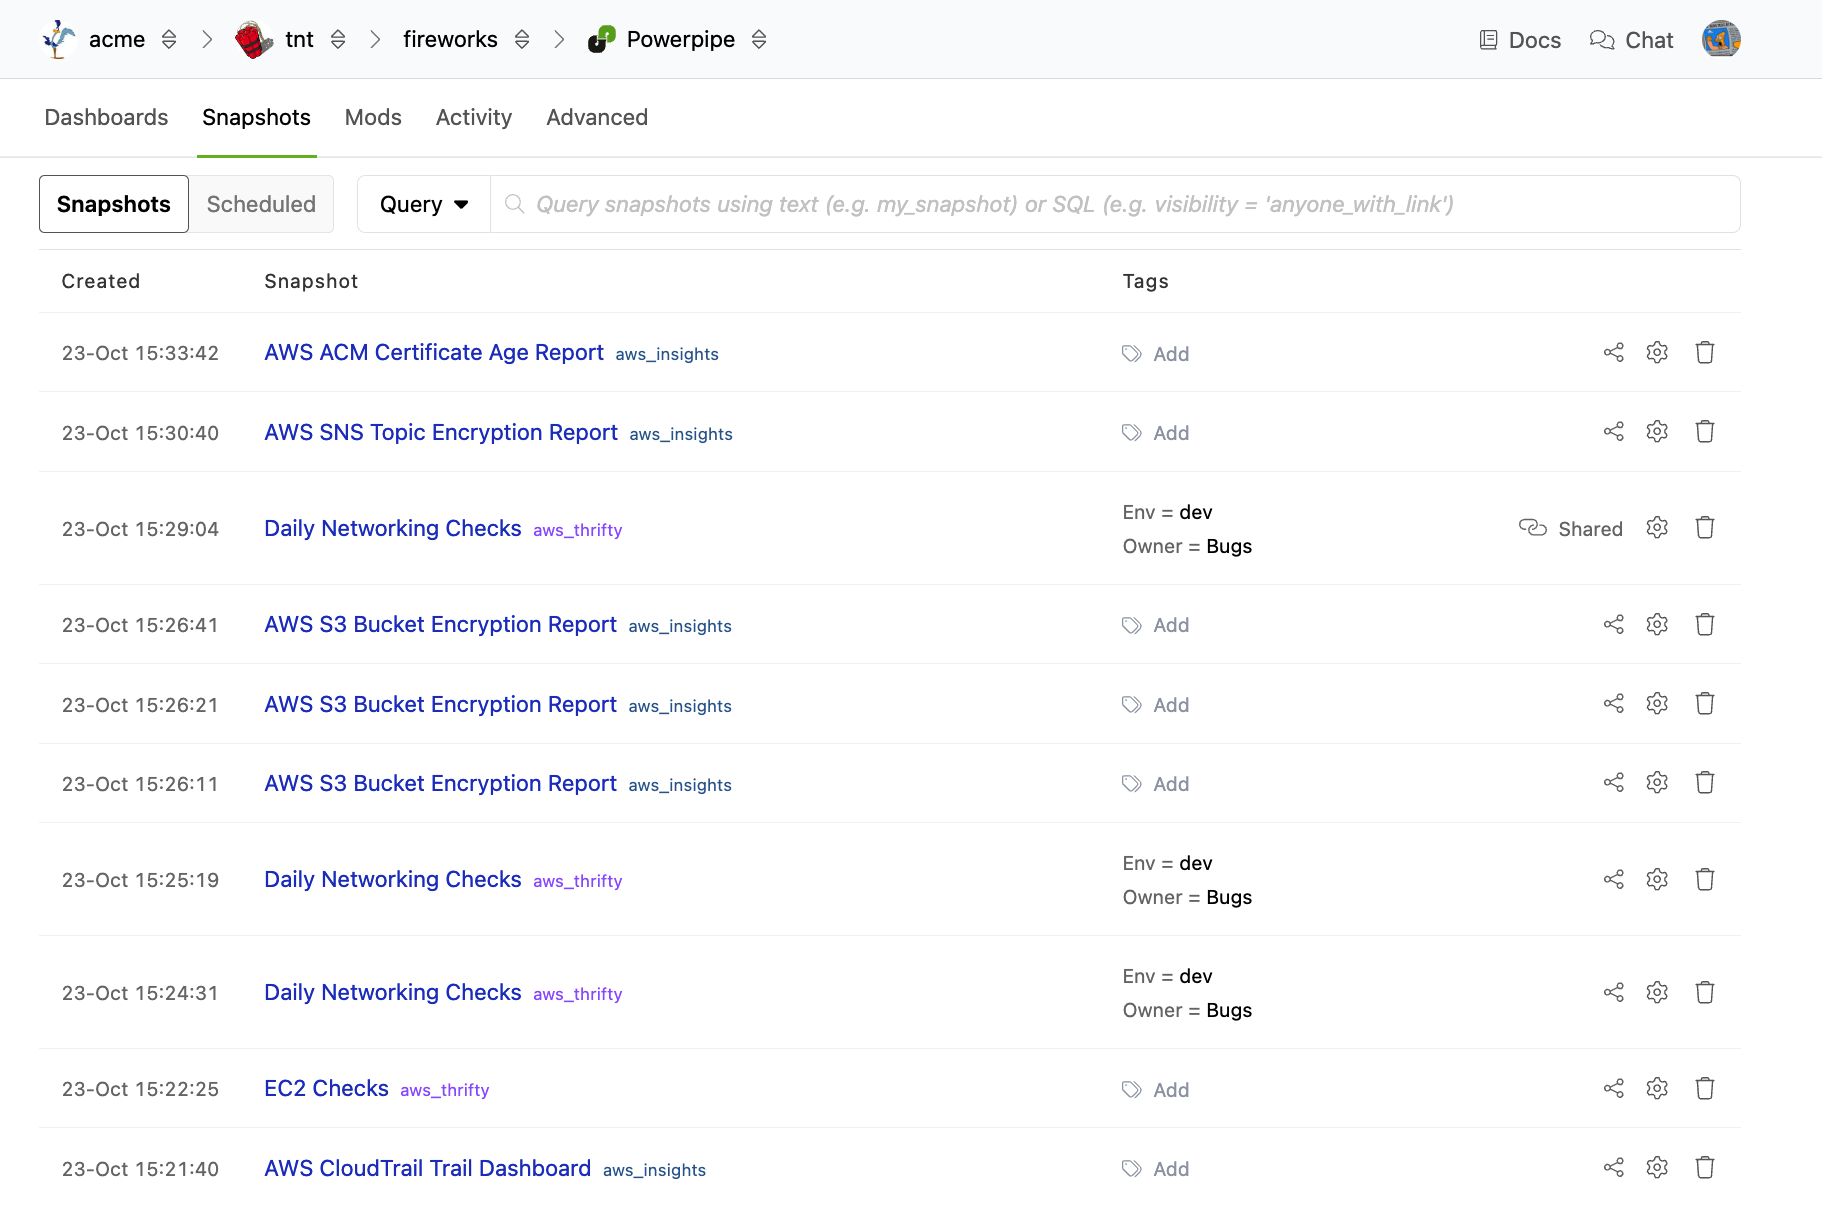 acme tnt fireworks Powerpipe Docs Chat
Dashboards Snapshots Mods Activity Advanced
Snapshots Scheduled Query Query snapshots using text (e.g. my_snapshot) or SQL (e.g. visibility = 'anyone_with_link')
Created Snapshot Tags
23-Oct 15:33:42 AWS ACM Certificate Age Report aws_insights Add
23-Oct 15:30:40 AWS SNS Topic Encryption Report aws_insights Add
23-Oct 15:29:04 Daily Networking Checks aws_thrifty Env = dev
Owner = Bugs Shared
23-Oct 15:26:41 AWS S3 Bucket Encryption Report aws_insights Add
23-Oct 15:26:21 AWS S3 Bucket Encryption Report aws_insights Add
23-Oct 15:26:11 AWS S3 Bucket Encryption Report aws_insights Add
23-Oct 15:25:19 Daily Networking Checks aws_thrifty Env = dev
Owner = Bugs
23-Oct 15:24:31 Daily Networking Checks aws_thrifty Env = dev
Owner = Bugs
23-Oct 15:22:25 EC2 Checks aws_thrifty Add
23-Oct 15:21:40 AWS CloudTrail Trail Dashboard aws_insights Add